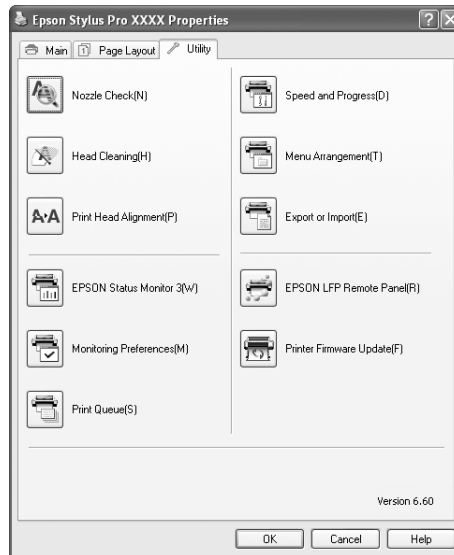 Epson Stylus Pro XXXX Properties
Main
Page Layout
Utility
Nozzle Check(N)
Head Cleaning(H)
Print Head Alignment(P)
EPSON Status Monitor 3(W)
Monitoring Preferences(M)
Print Queue(S)
Speed and Progress(D)
Menu Arrangement(T)
Export or Import(E)
EPSON LFP Remote Panel(R)
Printer Firmware Update(F)
Version 6.60
OK
Cancel
Help